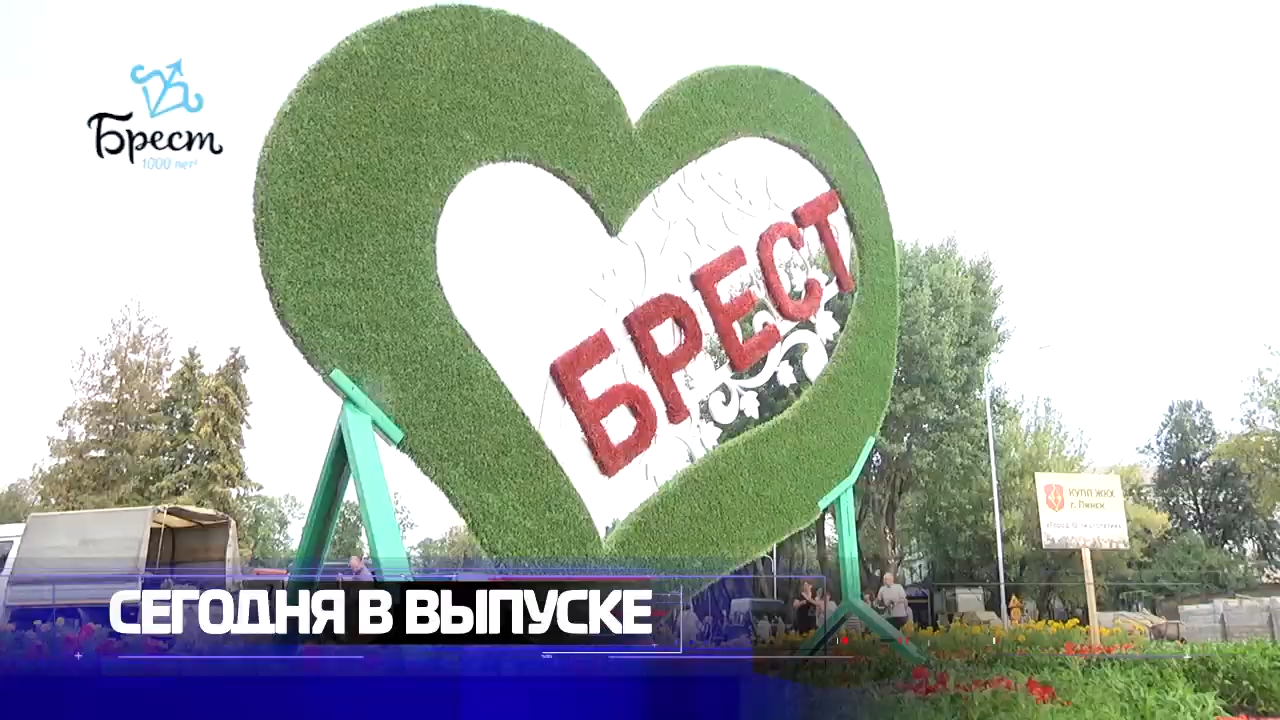 Брест
1000 лет!
БРЕСТ
КУПП ЖКХ
г. Пинск
СЕГОДНЯ В ВЫПУСКЕ